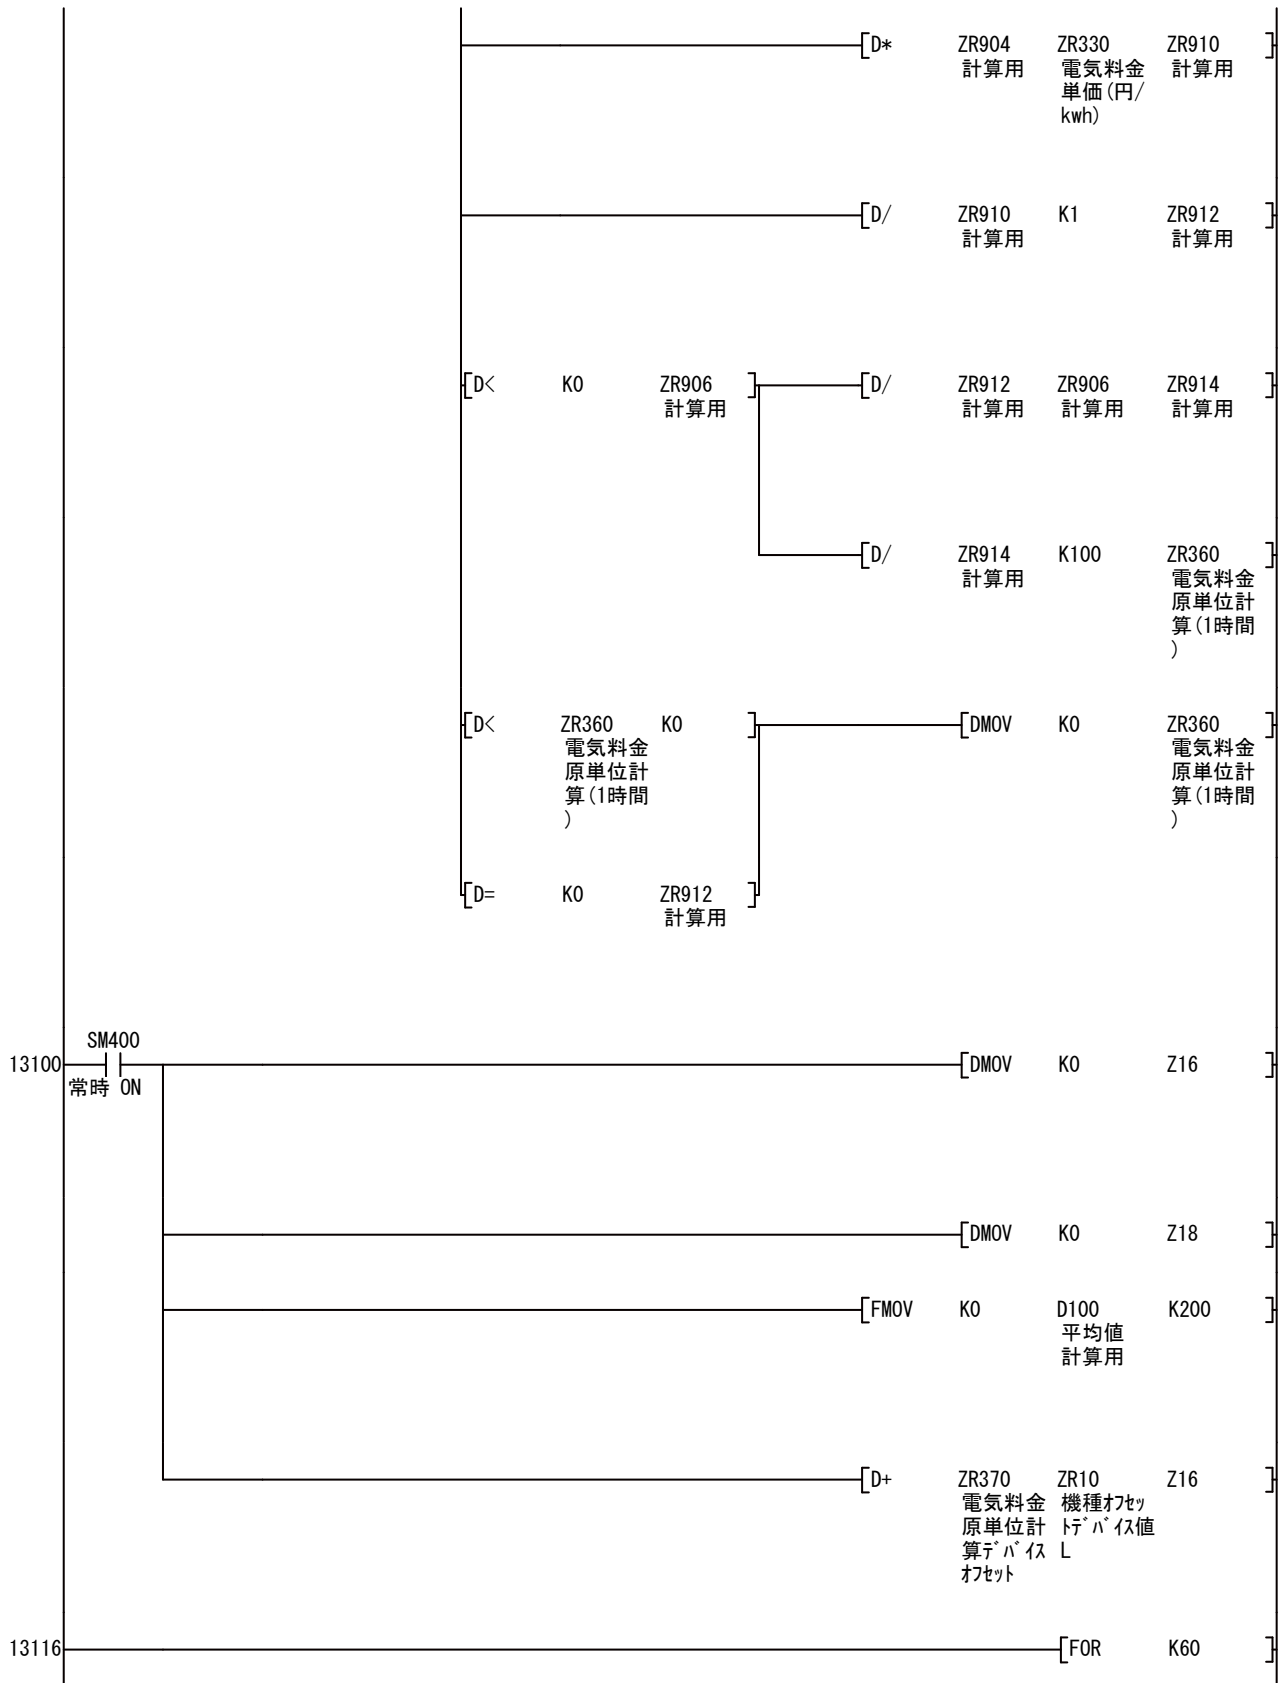 [D* ZR904 ZR330 ZR910 ]
計算用 電気料金 計算用
単価(円/
kwh)
[D/ ZR910 K1 ZR912 ]
計算用 計算用
[D< K0 ZR906 ] [D/ ZR912 ZR906 ZR914 ]
計算用 計算用 計算用 計算用
[D/ ZR914 K100 ZR360 ]
計算用 電気料金
原単位計
算(1時間
)
[D< ZR360 K0 ] [DMOV K0 ZR360 ]
電気料金 電気料金
原単位計 原単位計
算(1時間 算(1時間
) )
[D= K0 ZR912 ]
計算用
SM400
13100 [DMOV K0 Z16 ]
常時 ON
[DMOV K0 Z18 ]
[FMOV K0 D100 K200 ]
平均値
計算用
[D+ ZR370 ZR10 Z16 ]
電気料金 機種ｵﾌｾｯ
原単位計 ﾄﾃﾞﾊﾞｲｽ値
算ﾃﾞﾊﾞｲｽ L
ｵﾌｾｯﾄ
13116 [FOR K60 ]